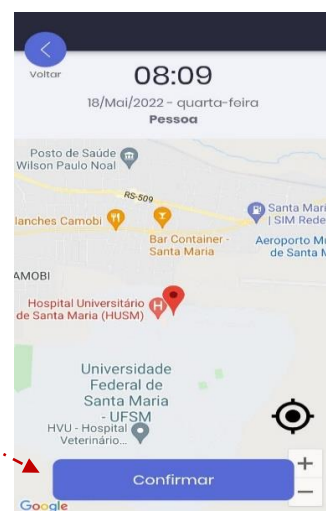 Voltar
08:09
18/Mai/2022 - quarta-feira
Pessoa
Posto de Saúde
Wilson Paulo Noal
RS-509
Santa Mari
| SIM Rede
lanches Camobi
Bar Container -
Santa Maria
Aeroporto Mu
de Santa M
AMOBI
Hospital Universitário
de Santa Maria (HUSM)
H
Universidade
Federal de
Santa Maria
- UFSM
HVU - Hospital
Veterinário...
+
Confirmar
–
Google